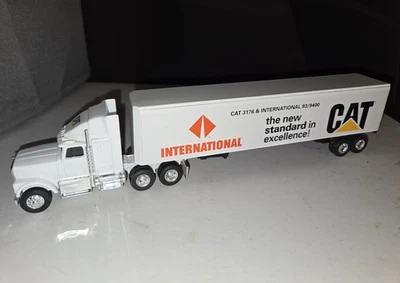 CAT 3176 & INTERNATIONAL 92/9400
INTERNATIONAL
the new
standard in
excellence!
CAT